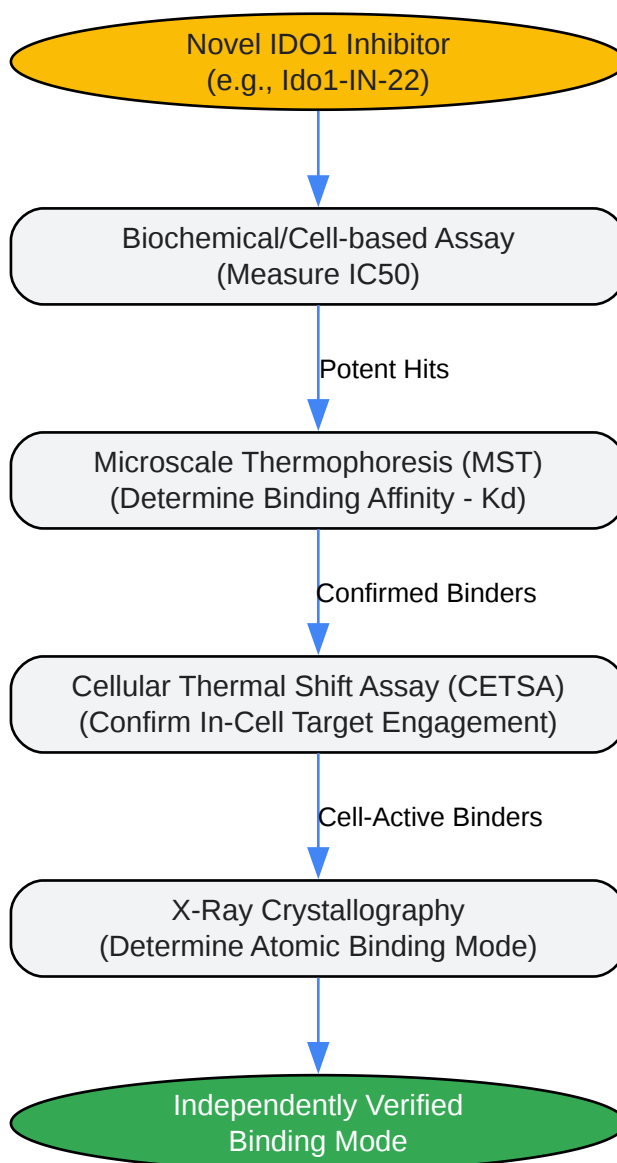 Novel IDO1 Inhibitor
(e.g., Ido1-IN-22)
Biochemical/Cell-based Assay
(Measure IC50)
Potent Hits
Microscale Thermophoresis (MST)
(Determine Binding Affinity - Kd)
Confirmed Binders
Cellular Thermal Shift Assay (CETSA)
(Confirm In-Cell Target Engagement)
Cell-Active Binders
X-Ray Crystallography
(Determine Atomic Binding Mode)
Independently Verified
Binding Mode